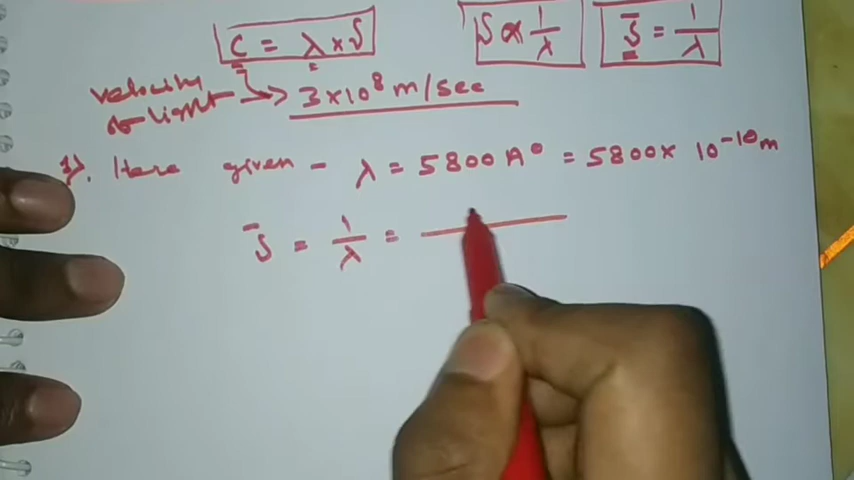 C = λ × ν    ν ∝ 1/λ    ν̄ = 1/λ
velocity
of light → 3×10⁸ m/sec
1). Here given - λ = 5800 A° = 5800× 10⁻¹⁰m
ν̄ = 1/λ =